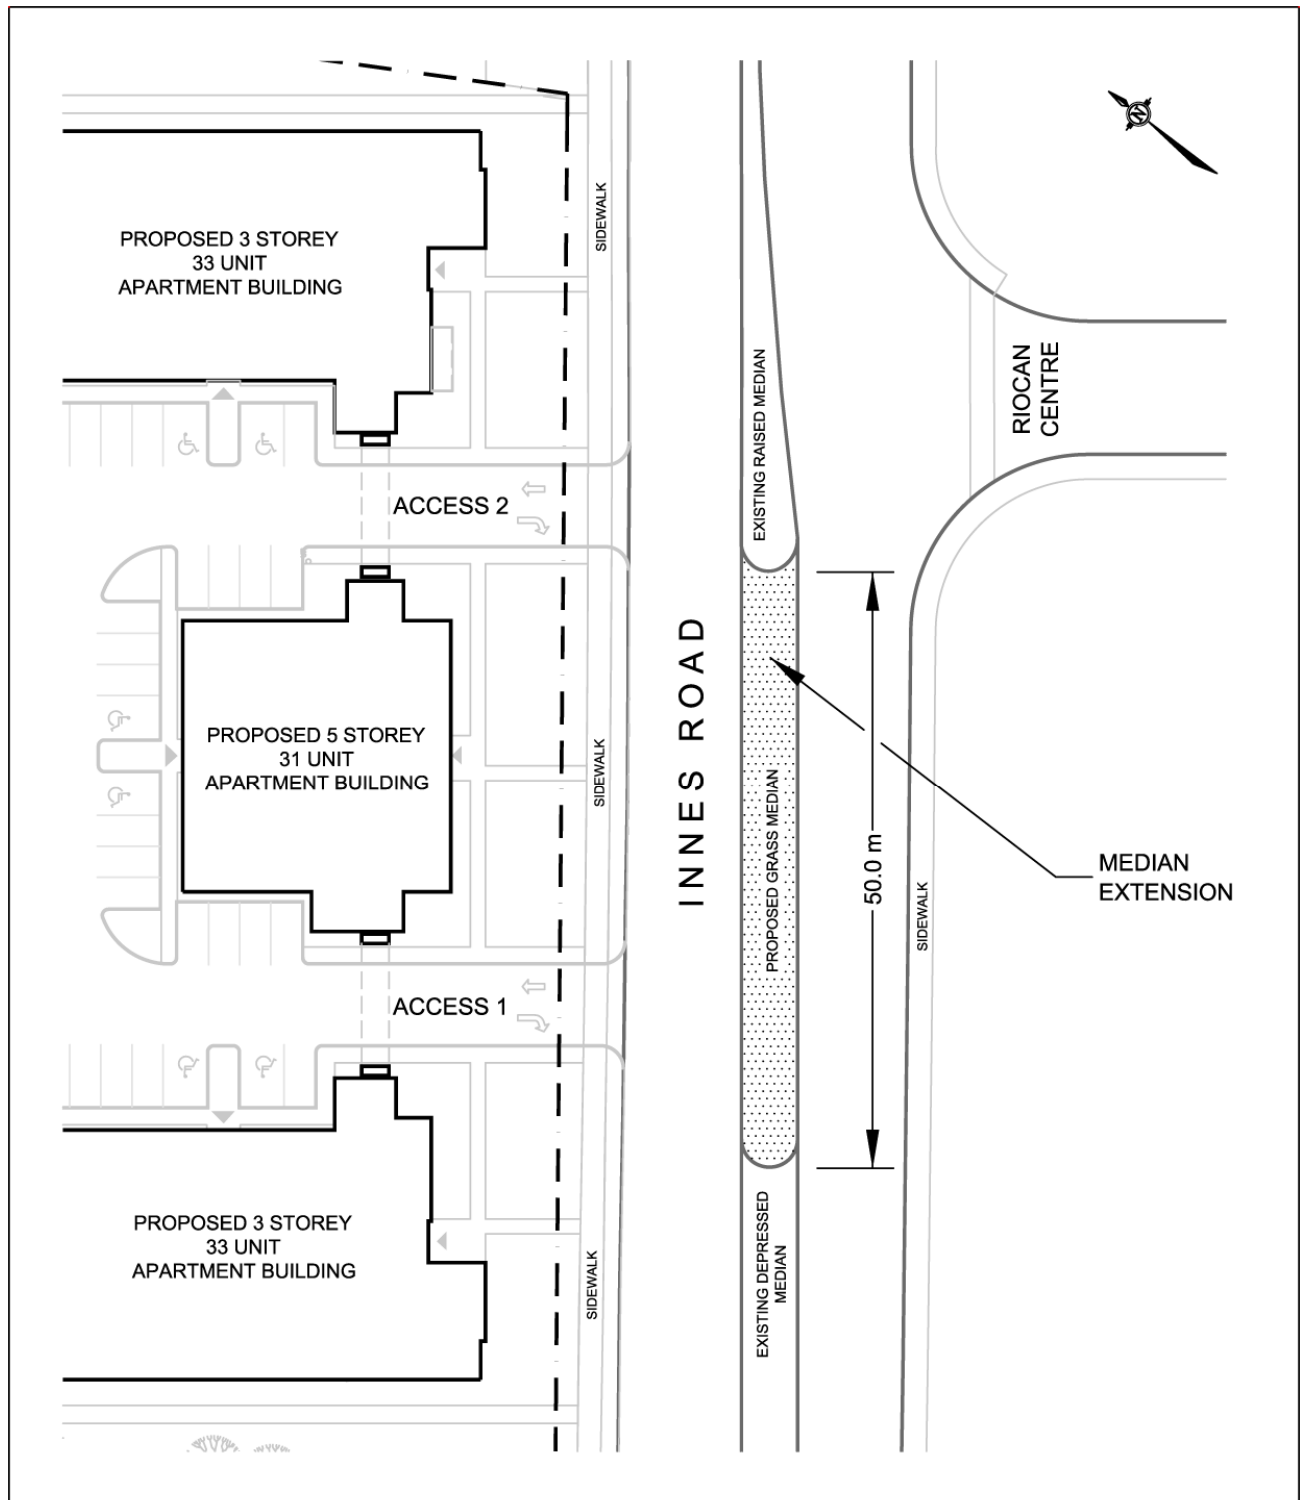 N
SIDEWALK
PROPOSED 3 STOREY
33 UNIT
APARTMENT BUILDING
EXISTING RAISED MEDIAN
RIOCAN
CENTRE
ACCESS 2
INNES ROAD
PROPOSED 5 STOREY
31 UNIT
APARTMENT BUILDING
SIDEWALK
PROPOSED GRASS MEDIAN
50.0 m
MEDIAN
EXTENSION
SIDEWALK
ACCESS 1
PROPOSED 3 STOREY
33 UNIT
APARTMENT BUILDING
SIDEWALK
EXISTING DEPRESSED
MEDIAN